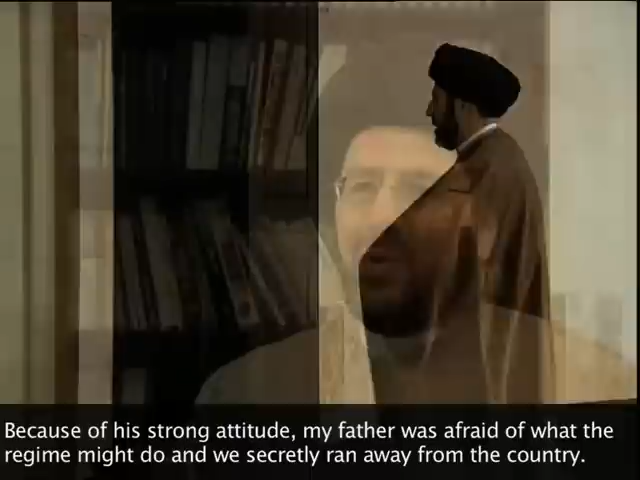 Because of his strong attitude, my father was afraid of what the
regime might do and we secretly ran away from the country.